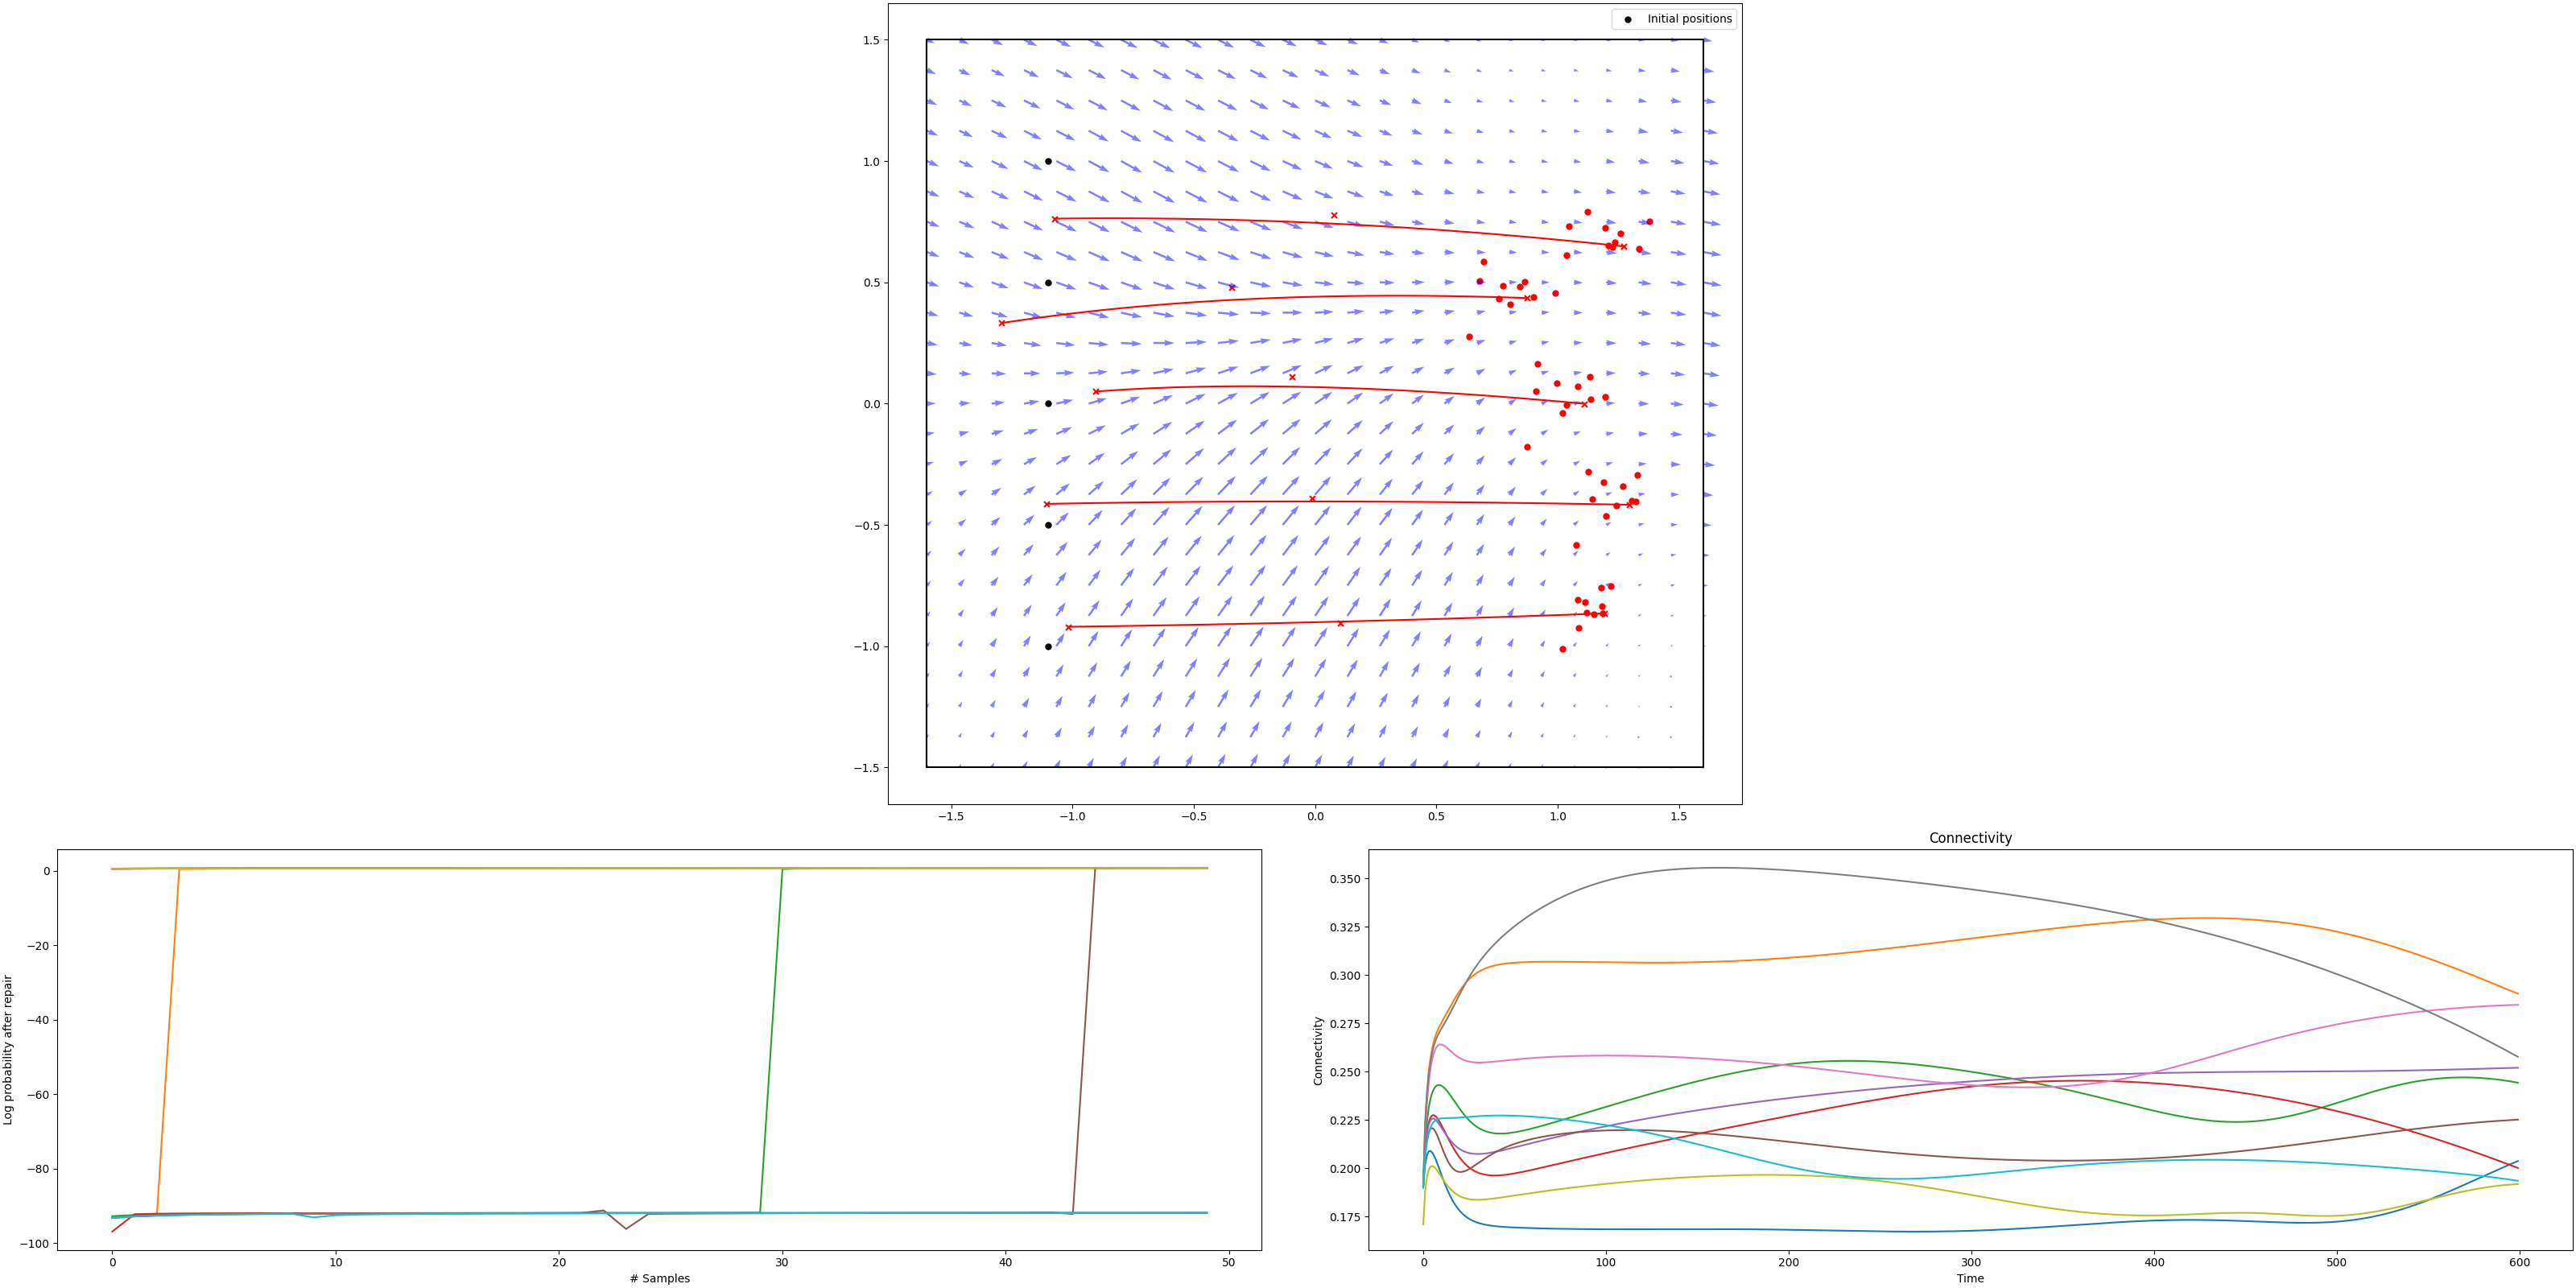 Initial positions
1.5
1.0
0.5
0.0
−0.5
−1.0
−1.5
−1.5 −1.0 −0.5 0.0 0.5 1.0 1.5
Log probability after repair
0
−20
−40
−60
−80
−100
0 10 20 30 40 50
# Samples
Connectivity
Connectivity
0.350
0.325
0.300
0.275
0.250
0.225
0.200
0.175
0 100 200 300 400 500 600
Time